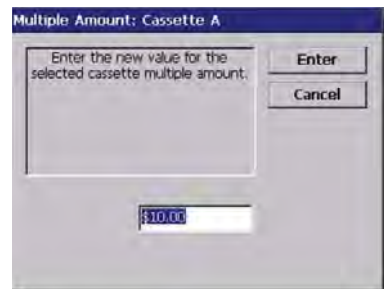 Multiple Amount: Cassette A
Enter the new value for the
selected cassette multiple amount.
Enter
Cancel
$10.00